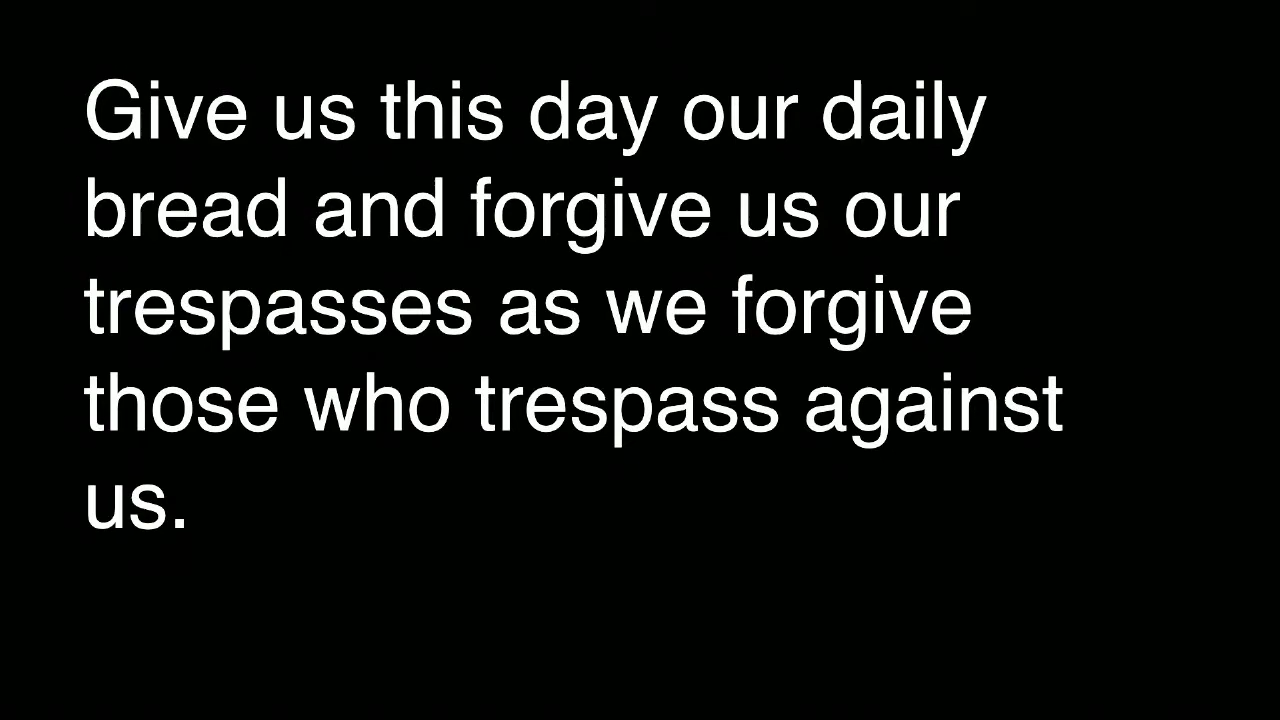 Give us this day our daily
bread and forgive us our
trespasses as we forgive
those who trespass against
us.